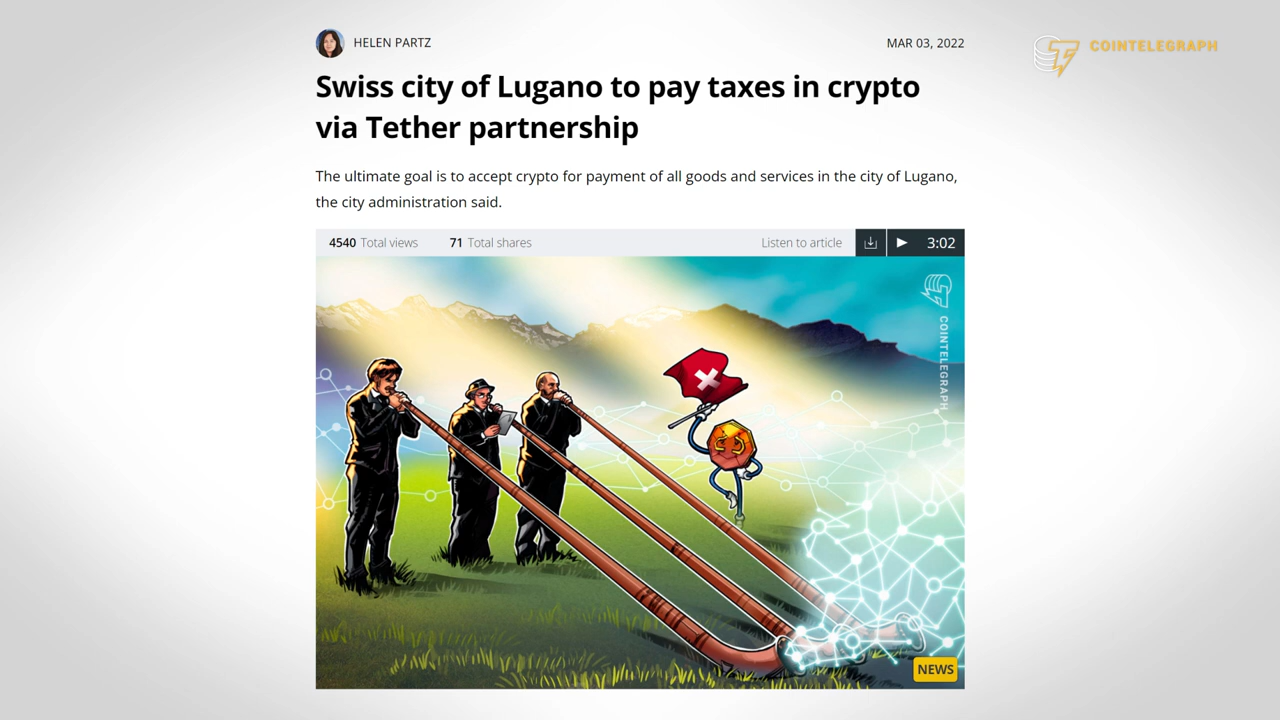 HELEN PARTZ
MAR 03, 2022
COINTELEGRAPH
Swiss city of Lugano to pay taxes in crypto
via Tether partnership
The ultimate goal is to accept crypto for payment of all goods and services in the city of Lugano,
the city administration said.
4540 Total views
71 Total shares
Listen to article
3:02
COINTELEGRAPH
NEWS